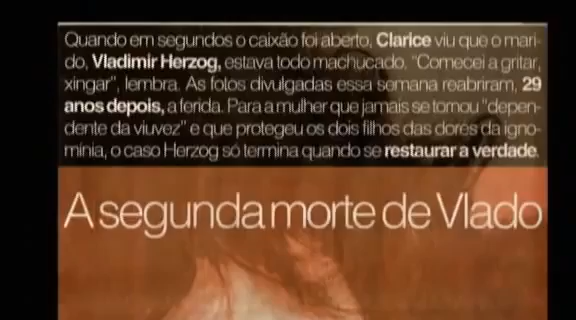 Quando em segundos o caixão foi aberto, Clarice viu que o mari-
do, Vladimir Herzog, estava todo machucado. "Comecei a gritar,
xingar", lembra. As fotos divulgadas essa semana reabriram, 29
anos depois, a ferida. Para a mulher que jamais se tornou "depen-
dente da viuvez" e que protegeu os dois filhos das dores da igno-
mínia, o caso Herzog só termina quando se restaurar a verdade.
A segunda morte de Vlado